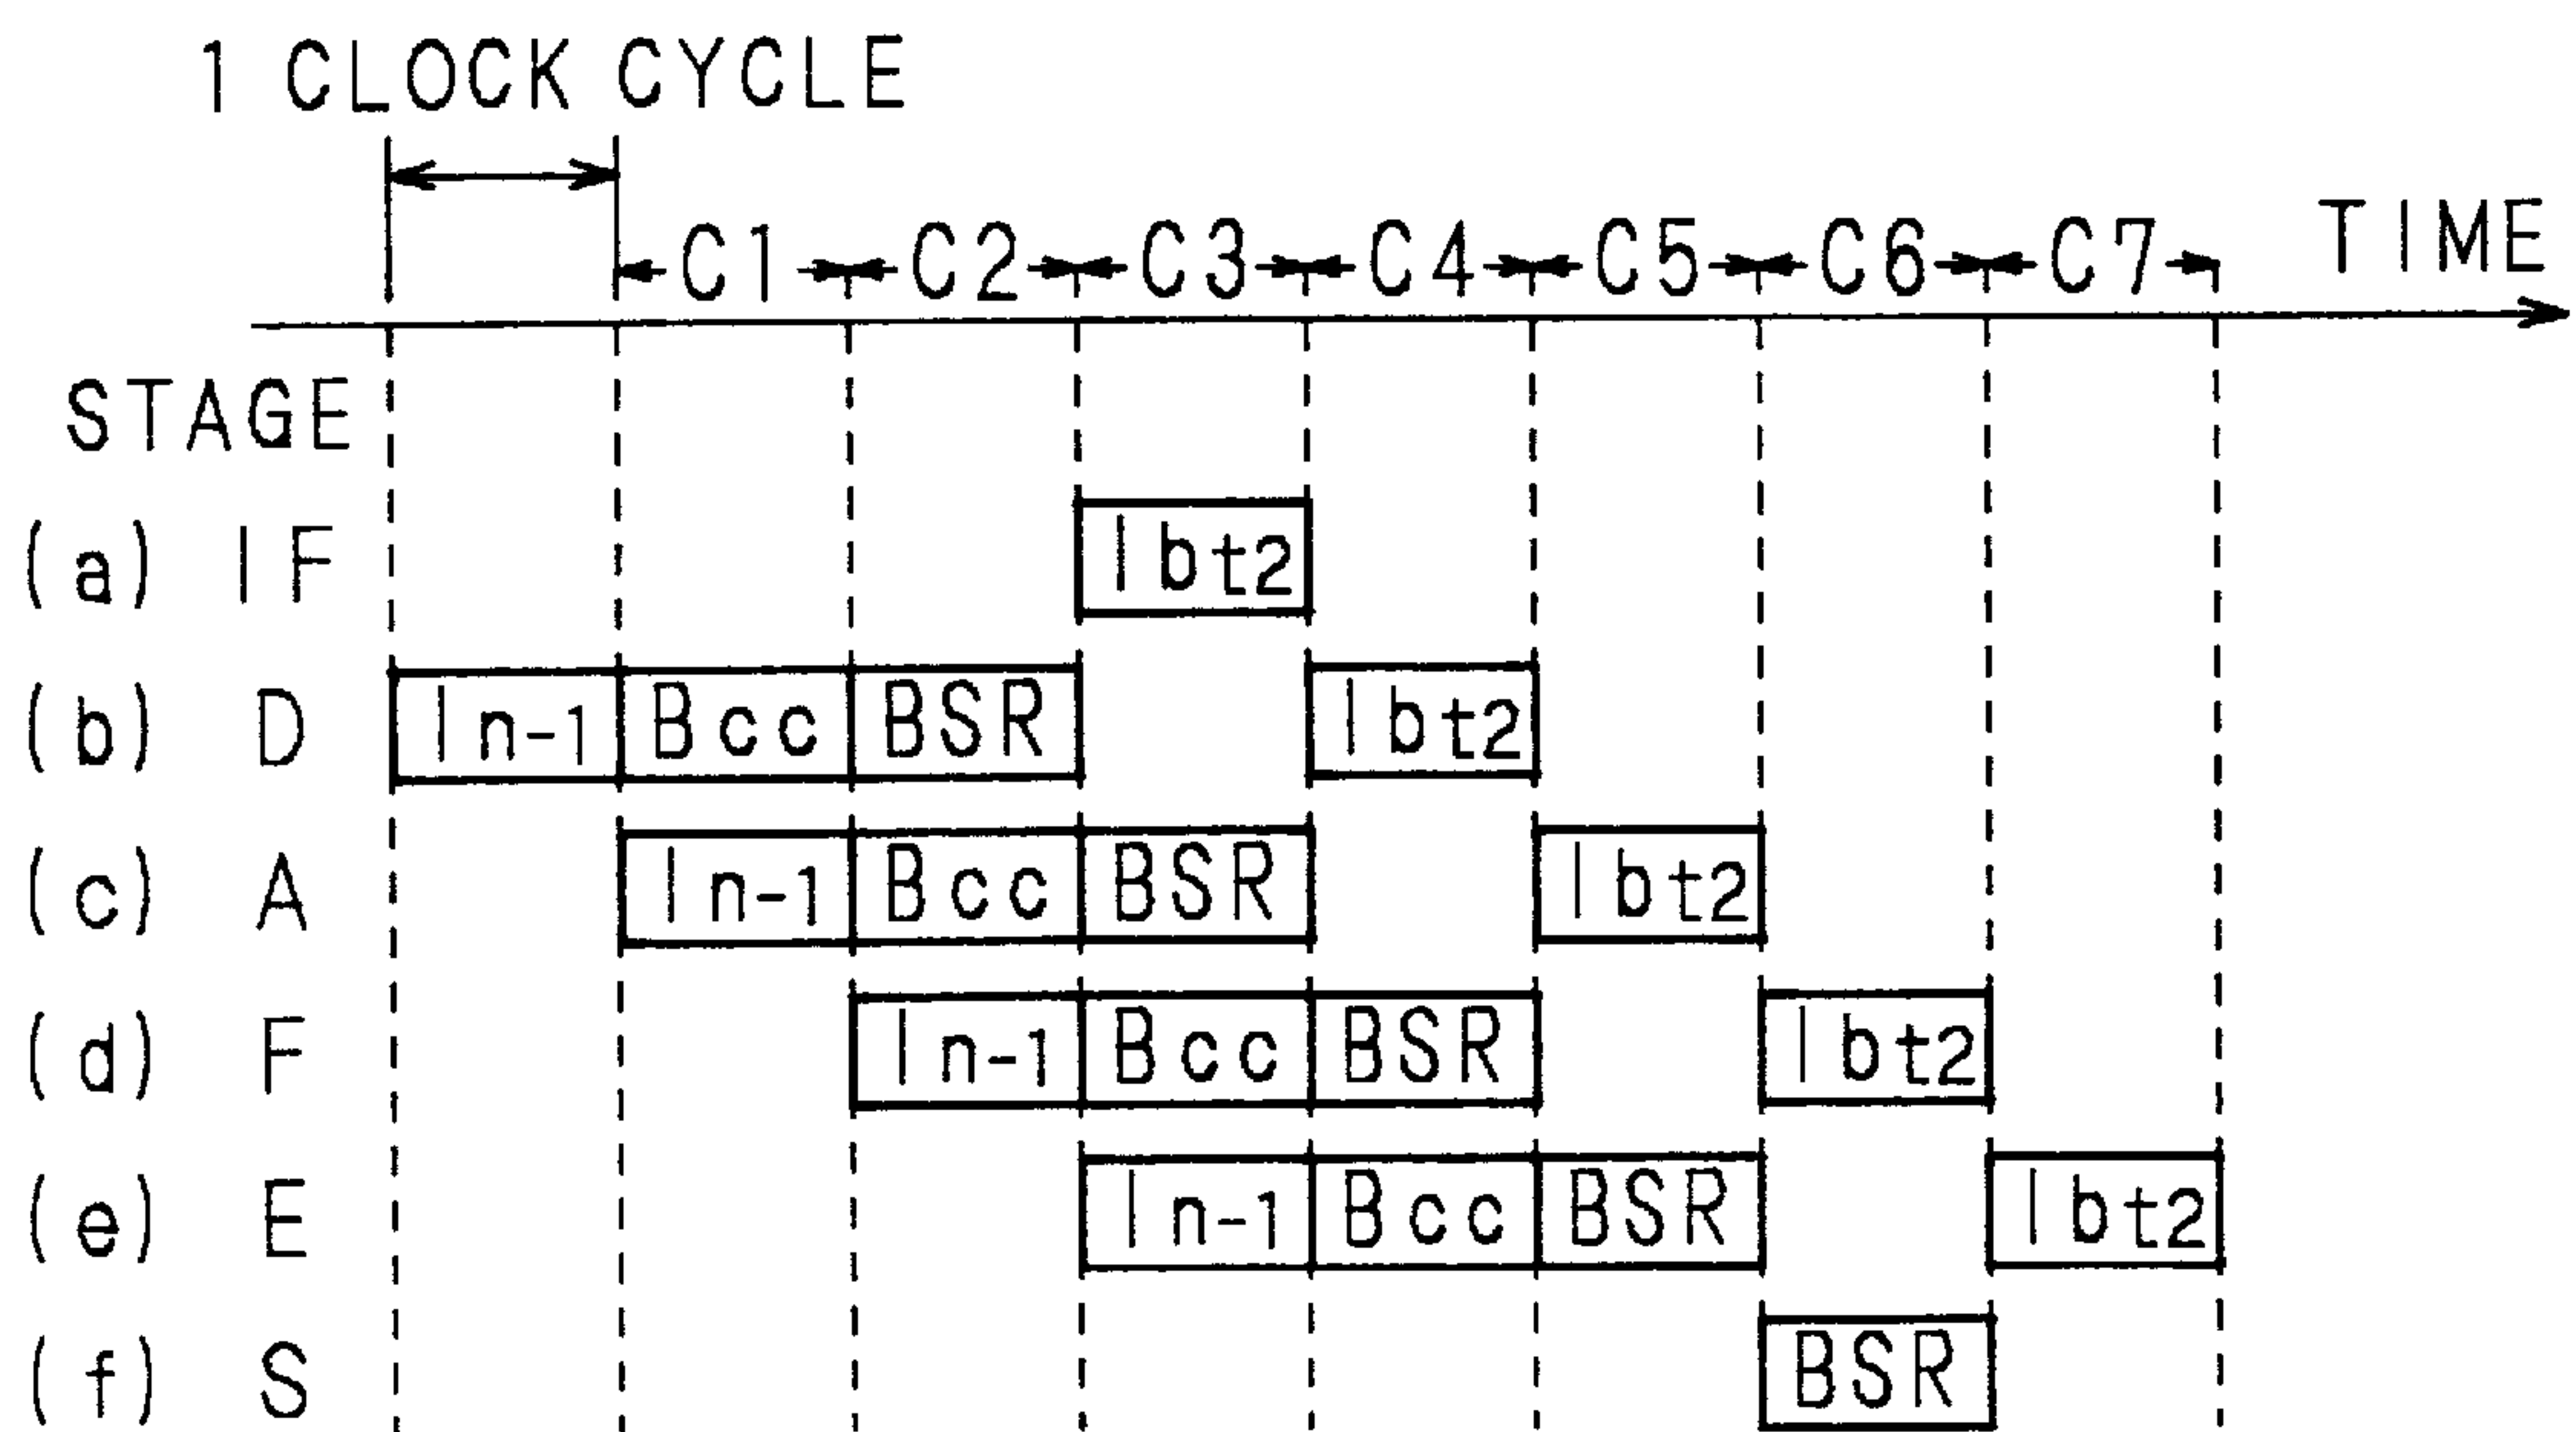 1 CLOCK CYCLE
C1 C2 C3 C4 C5 C6 C7 TIME
STAGE
(a) IF Ibt2
(b) D In-1 Bcc BSR Ibt2
(c) A In-1 Bcc BSR Ibt2
(d) F In-1 Bcc BSR Ibt2
(e) E In-1 Bcc BSR Ibt2
(f) S BSR